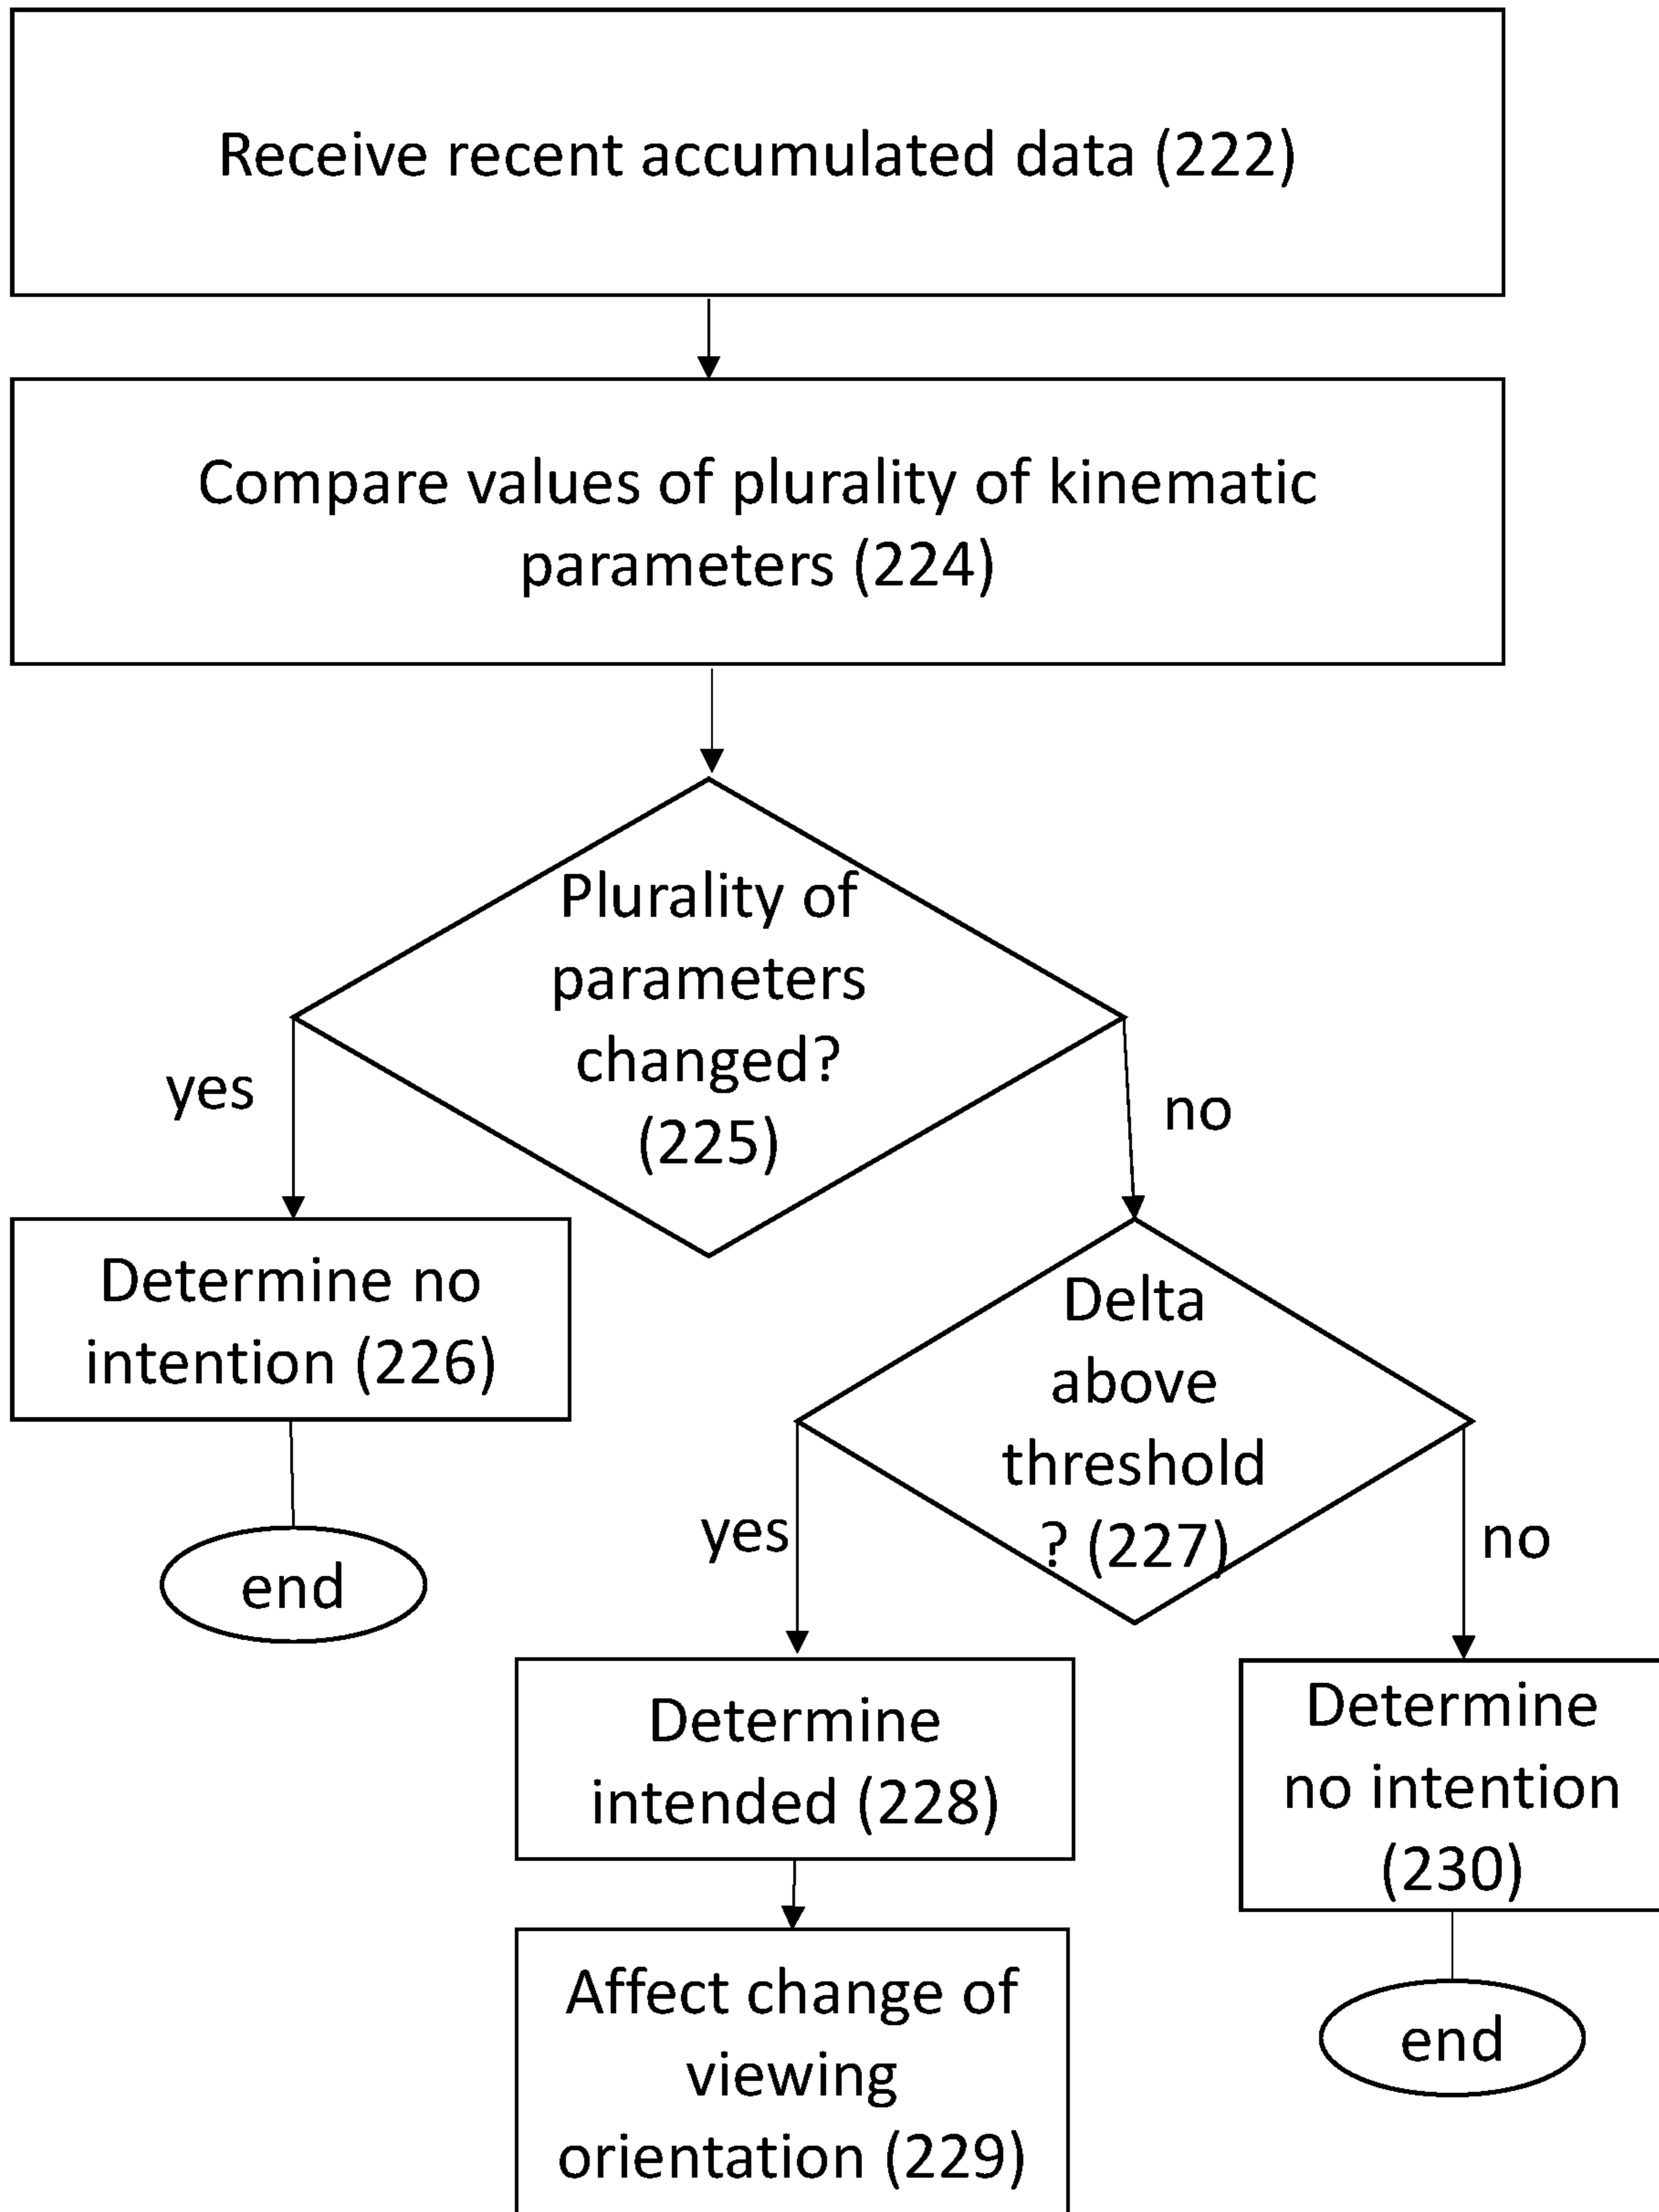 Receive recent accumulated data (222)
Compare values of plurality of kinematic
parameters (224)
Plurality of
parameters
changed?
(225)
yes
no
Determine no
intention (226)
end
Delta
above
threshold
? (227)
yes
no
Determine
intended (228)
Determine
no intention
(230)
Affect change of
viewing
orientation (229)
end